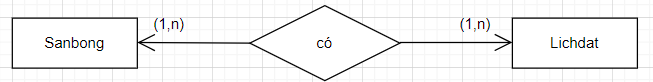 (1,n) (1,n)
Sanbong có Lichdat